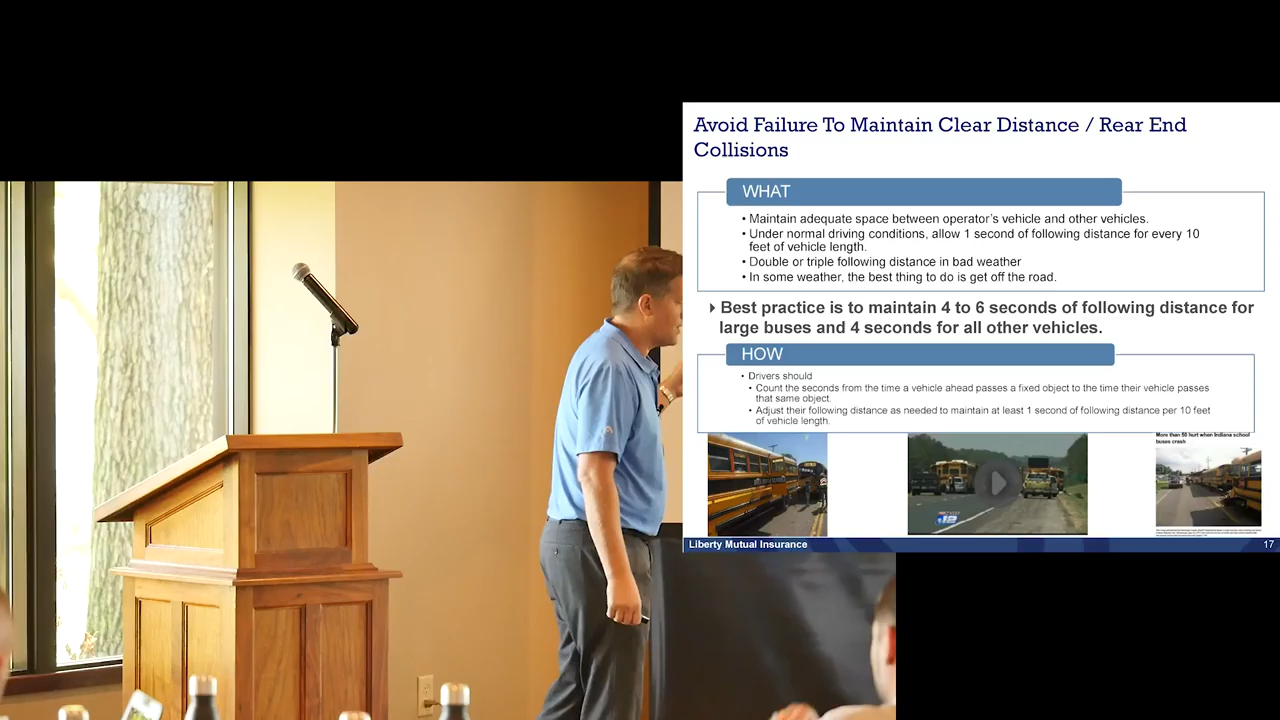 Avoid Failure To Maintain Clear Distance / Rear End
Collisions
WHAT
• Maintain adequate space between operator's vehicle and other vehicles.
• Under normal driving conditions, allow 1 second of following distance for every 10
feet of vehicle length.
• Double or triple following distance in bad weather
• In some weather, the best thing to do is get off the road.
Best practice is to maintain 4 to 6 seconds of following distance for
large buses and 4 seconds for all other vehicles.
HOW
• Drivers should
• Count the seconds from the time a vehicle ahead passes a fixed object to the time their vehicle passes
that same object.
• Adjust their following distance as needed to maintain at least 1 second of following distance per 10 feet
of vehicle length.
More than 50 hurt when Indiana school
buses crash
12
Liberty Mutual Insurance
17